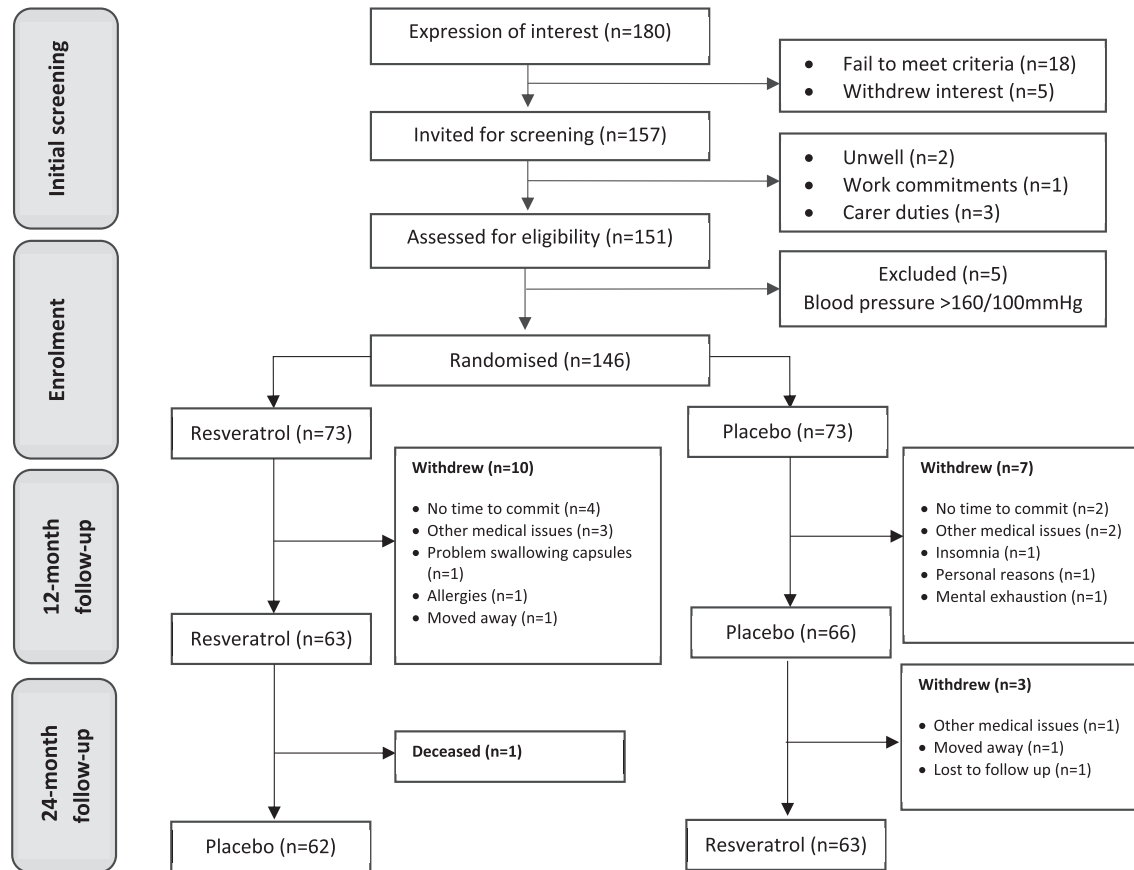 Initial screening
Expression of interest (n=180)
• Fail to meet criteria (n=18)
• Withdrew interest (n=5)
Invited for screening (n=157)
• Unwell (n=2)
• Work commitments (n=1)
• Carer duties (n=3)
Assessed for eligibility (n=151)
Enrolment
Excluded (n=5)
Blood pressure >160/100mmHg
Randomised (n=146)
Resveratrol (n=73)
Placebo (n=73)
12-month
follow-up
Withdrew (n=10)
• No time to commit (n=4)
• Other medical issues (n=3)
• Problem swallowing capsules
(n=1)
• Allergies (n=1)
• Moved away (n=1)
Withdrew (n=7)
• No time to commit (n=2)
• Other medical issues (n=2)
• Insomnia (n=1)
• Personal reasons (n=1)
• Mental exhaustion (n=1)
Resveratrol (n=63)
Placebo (n=66)
24-month
follow-up
Deceased (n=1)
Withdrew (n=3)
• Other medical issues (n=1)
• Moved away (n=1)
• Lost to follow up (n=1)
Placebo (n=62)
Resveratrol (n=63)